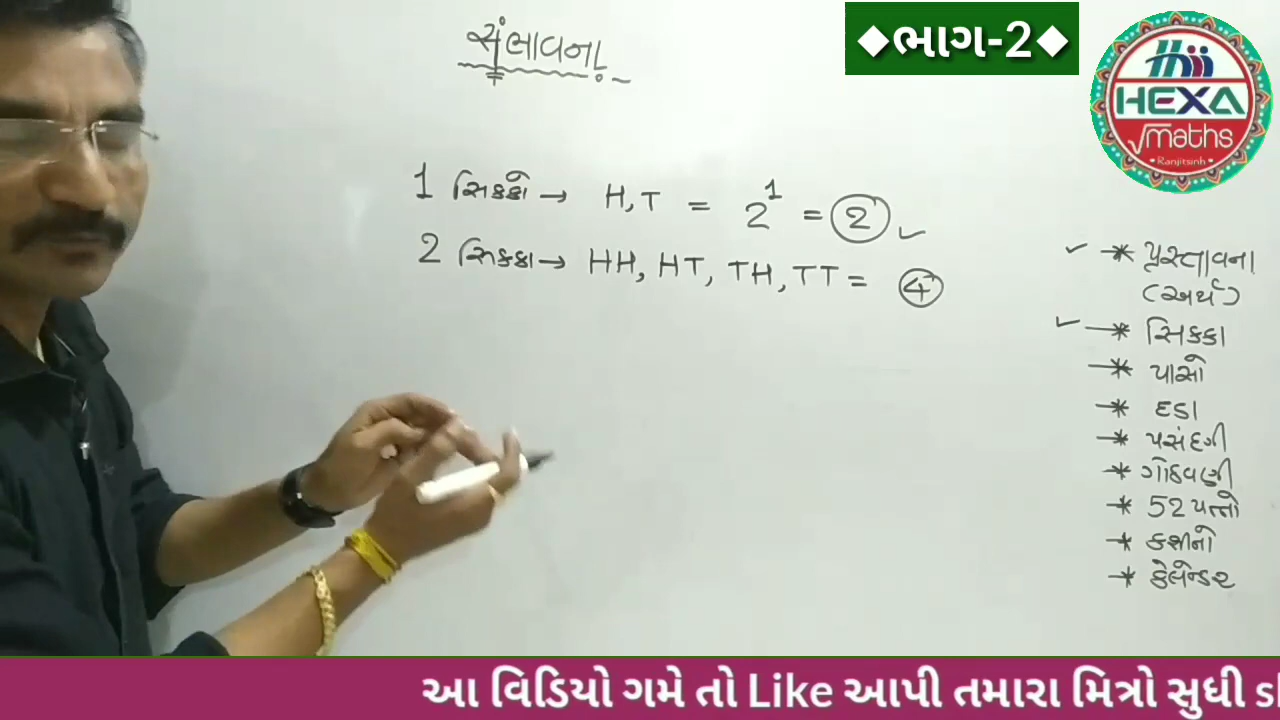 સંભાવના
◆ભાગ-2◆
HEXA
√maths
Ranjitsinh
1 સિક્કો → H,T = 2¹ = 2 ✓
2 સિક્કા → HH, HT, TH, TT = 4
✓ → * પ્રસ્તાવના
(અર્થ)
✓ → * સિક્કા
→ * પાસો
→ * દડા
→ * પસંદગી
→ * ગોઠવણી
→ * 52 પત્તો
→ *
→ * કેલેન્ડર
આ વિડિયો ગમે તો Like આપી તમારા મિત્રો સુધી